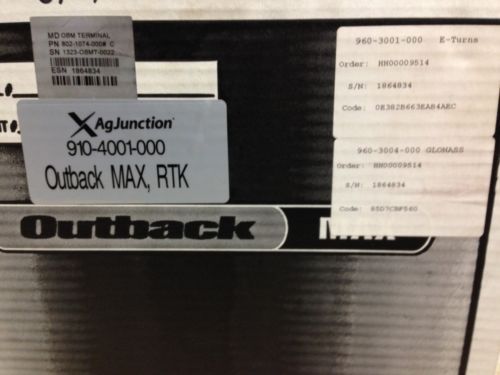 MD OBM TERMINAL
PN 802-1074-000# C
SN 1323-OBMT-0022
ESN 1864834
AgJunction
910-4001-000
Outback MAX, RTK
960-3001-000 E-Turns
Order: HH00009514
S/N: 1864834
Code: 0E382B663EAB4AEC
960-3004-000 GLONASS
Order: HH00009514
S/N: 1864834
Code: 85D7CBF560
Outback MAX